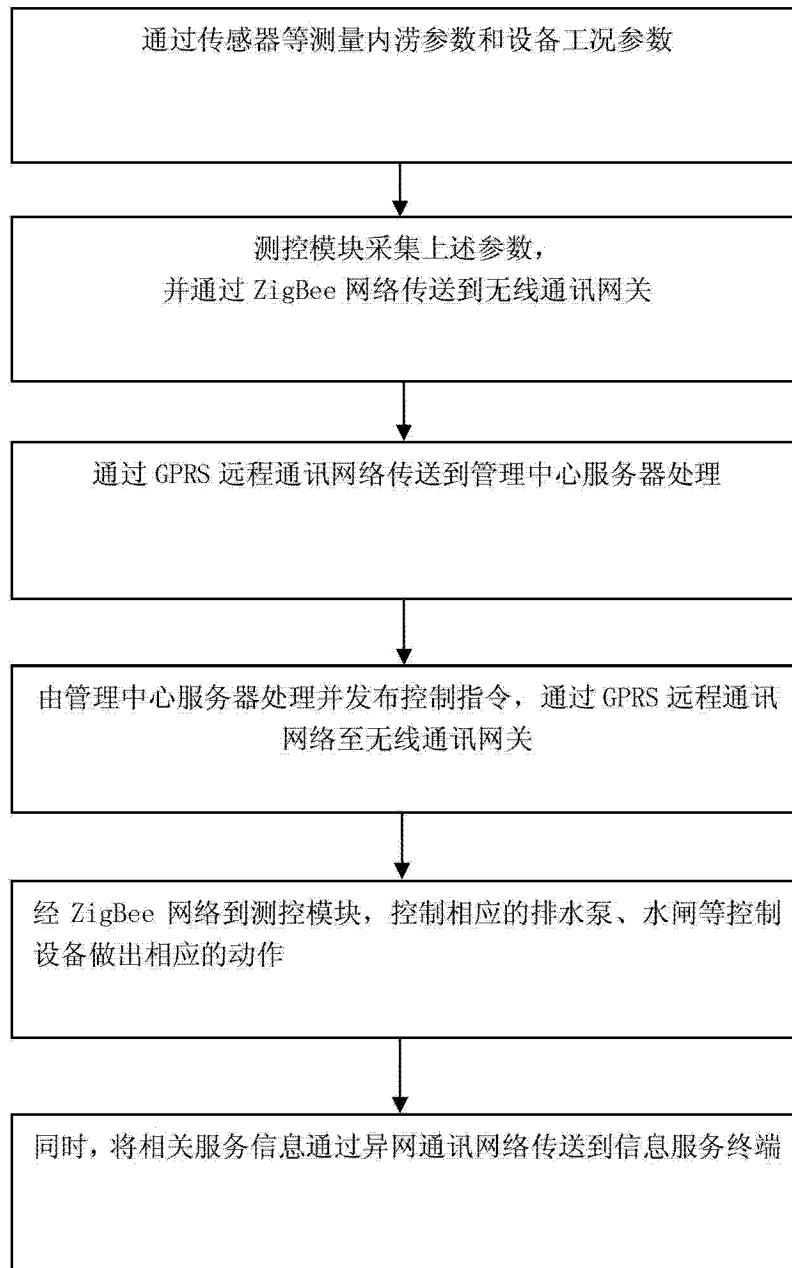 通过传感器等测量内涝参数和设备工况参数
测控模块采集上述参数，
并通过 ZigBee 网络传送到无线通讯网关
通过 GPRS 远程通讯网络传送到管理中心服务器处理
由管理中心服务器处理并发布控制指令，通过 GPRS 远程通讯
网络至无线通讯网关
经 ZigBee 网络到测控模块，控制相应的排水泵、水闸等控制
设备做出相应的动作
同时，将相关服务信息通过异网通讯网络传送到信息服务终端